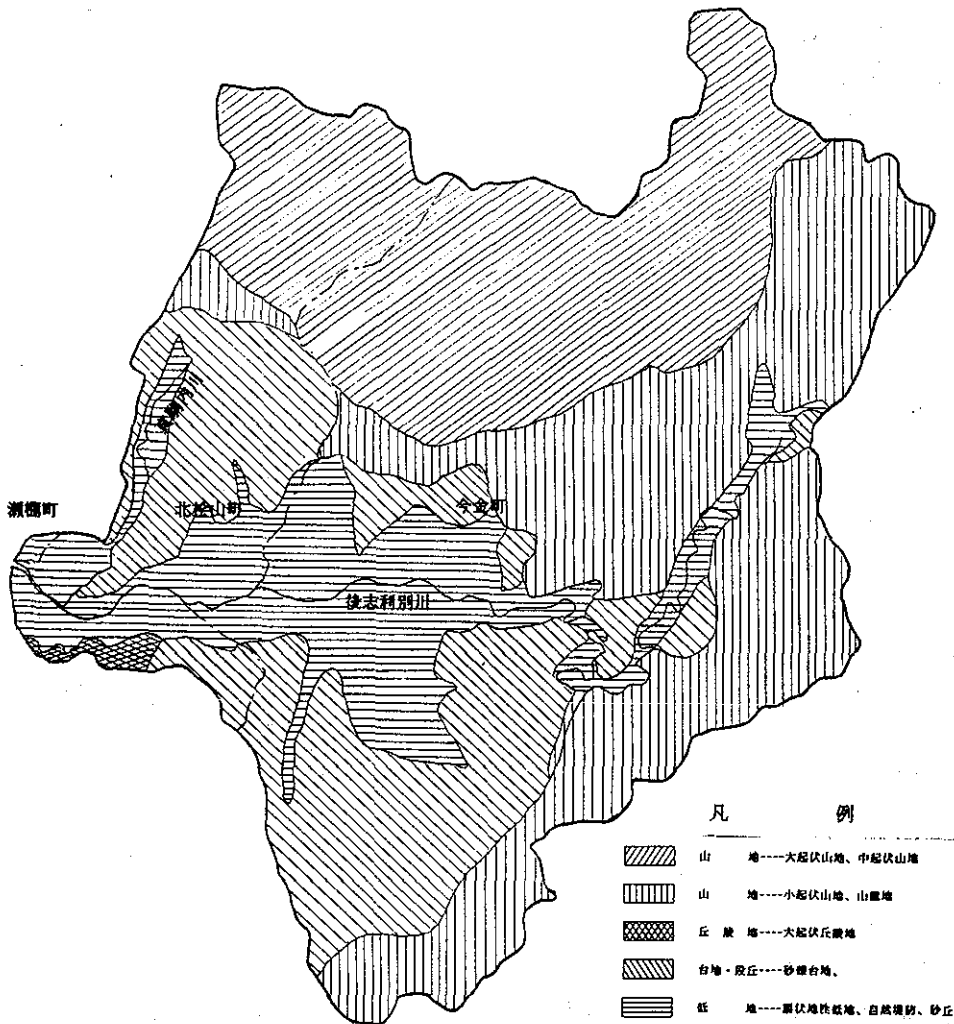 瀬棚町
北桧山町
今金町
後志利別川
凡 例
山 地----大起伏山地、中起伏山地
山 地----小起伏山地、山麓地
丘 陵 地----大起伏丘陵地
台地・段丘----砂礫台地、
低 地----扇状地性低地、自然堤防、砂丘